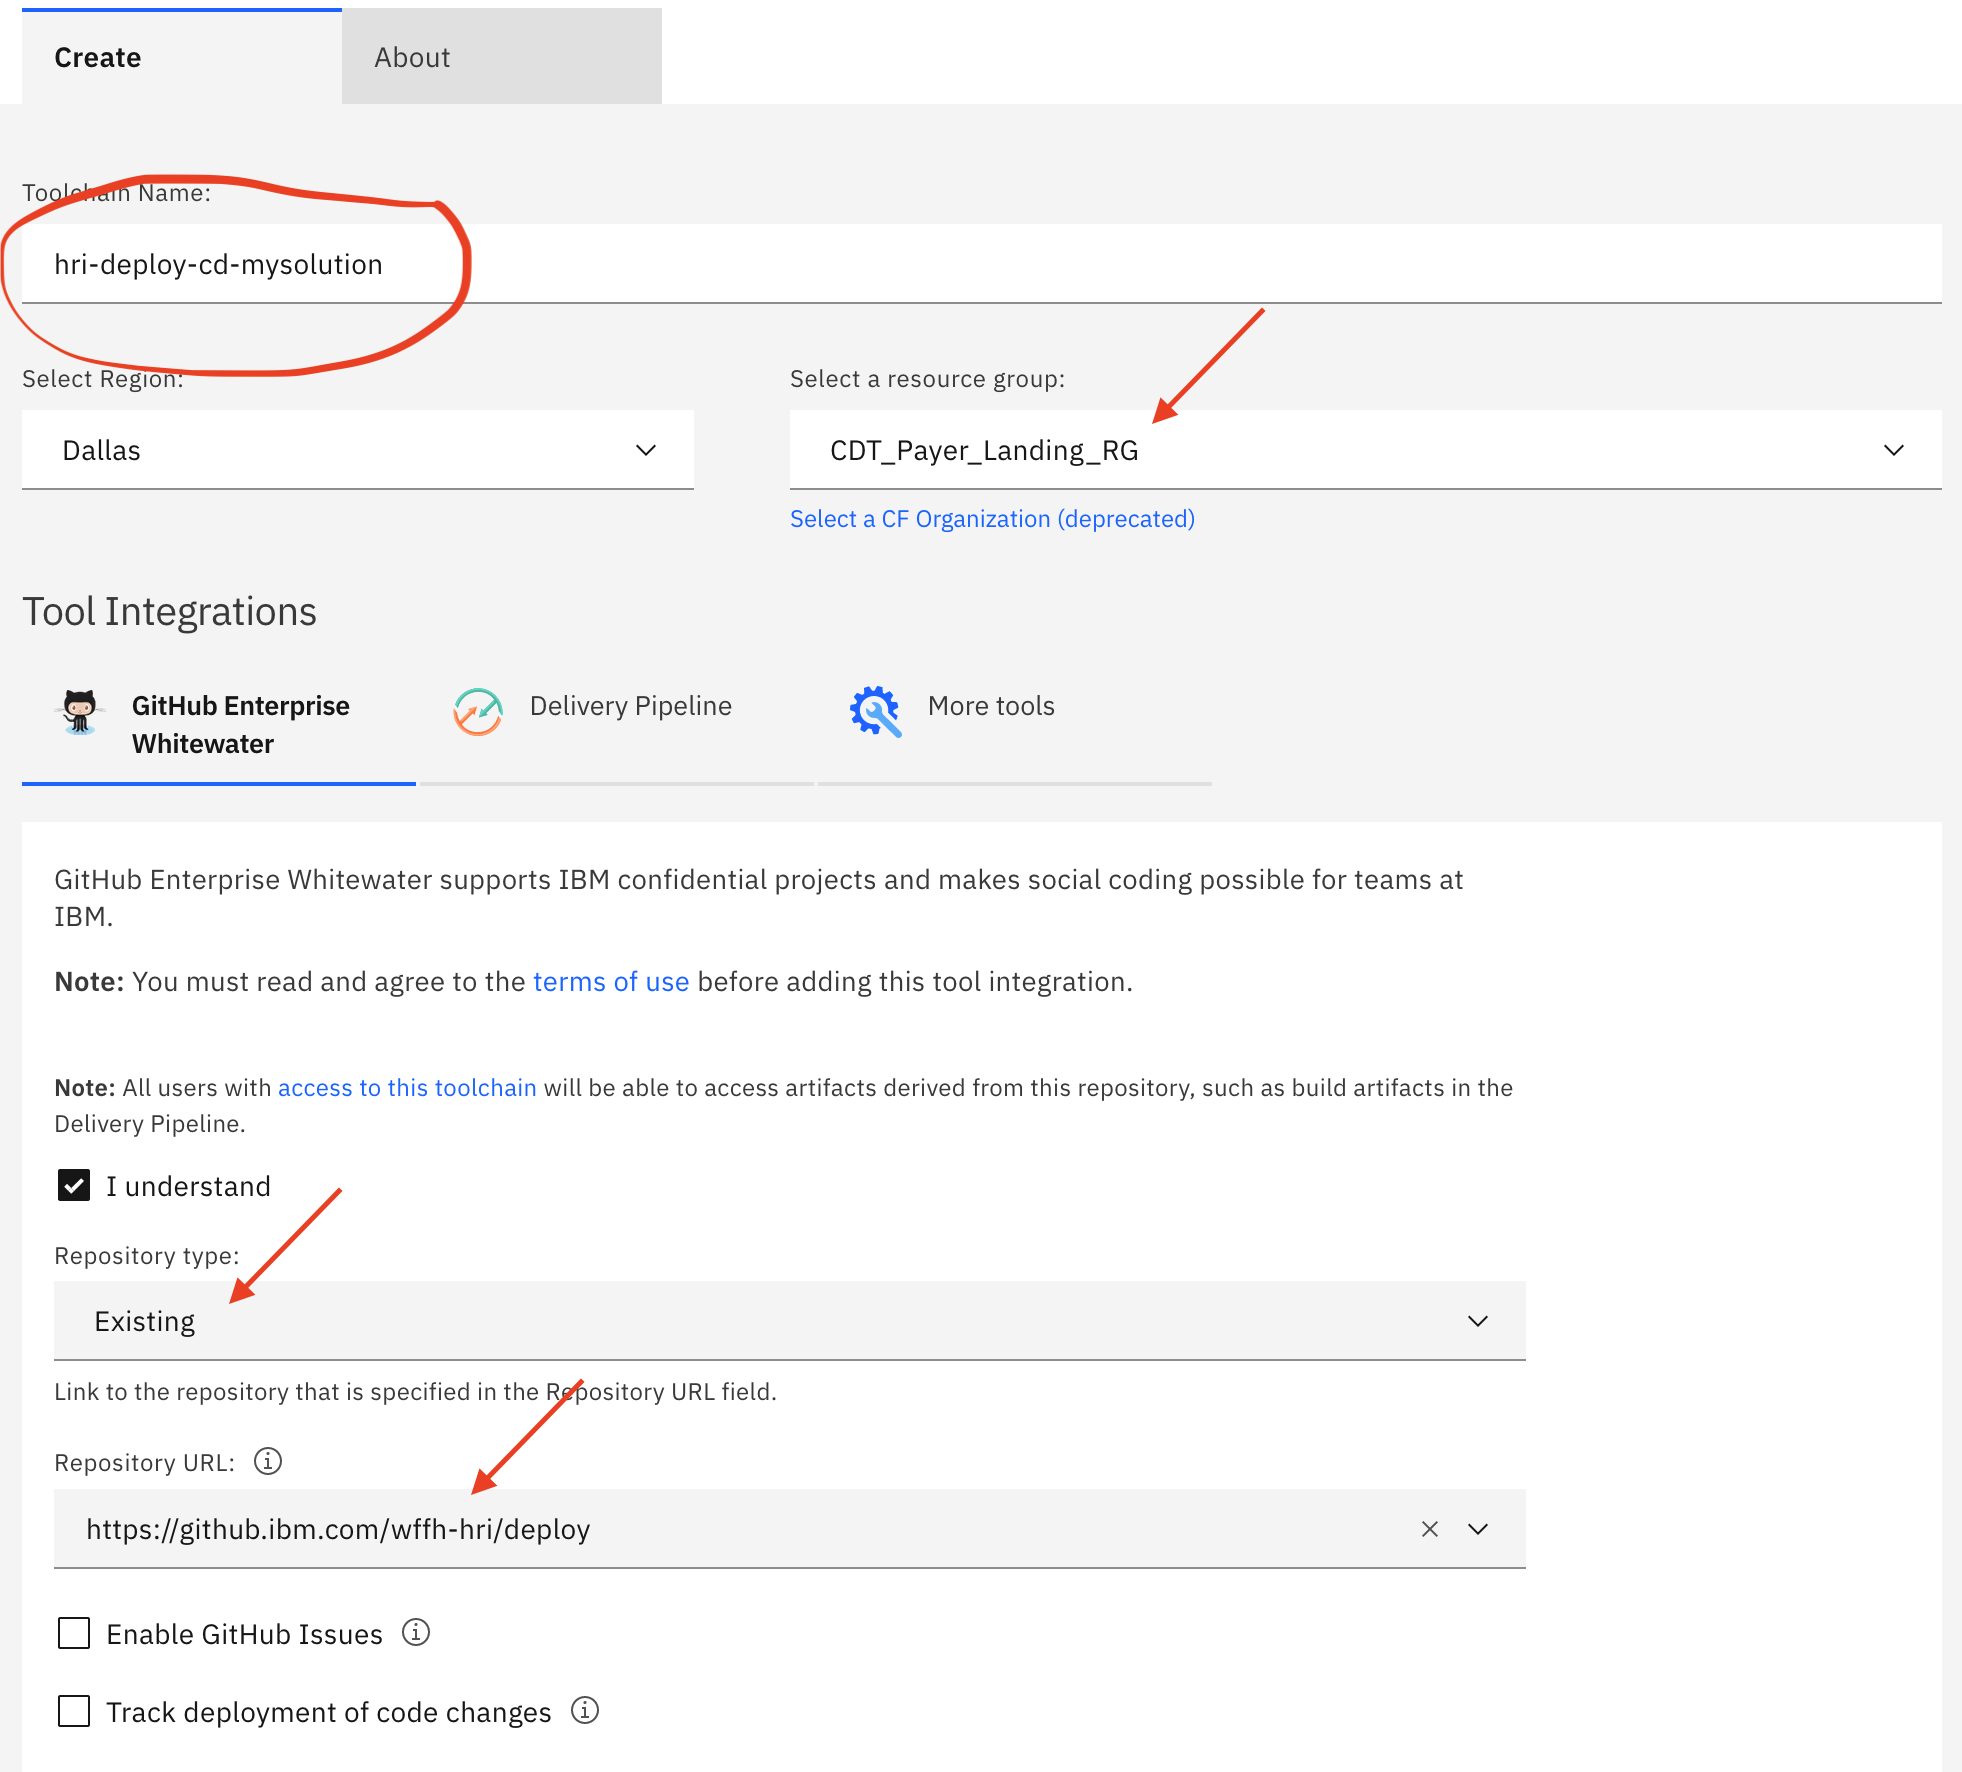 Create
About
Toolchain Name:
hri-deploy-cd-mysolution
Select Region:
Select a resource group:
Dallas
CDT_Payer_Landing_RG
Select a CF Organization (deprecated)
Tool Integrations
GitHub Enterprise
Whitewater
Delivery Pipeline
More tools
GitHub Enterprise Whitewater supports IBM confidential projects and makes social coding possible for teams at
IBM.
Note: You must read and agree to the terms of use before adding this tool integration.
Note: All users with access to this toolchain will be able to access artifacts derived from this repository, such as build artifacts in the
Delivery Pipeline.
I understand
Repository type:
Existing
Link to the repository that is specified in the Repository URL field.
Repository URL:
https://github.ibm.com/wffh-hri/deploy
Enable GitHub Issues
Track deployment of code changes